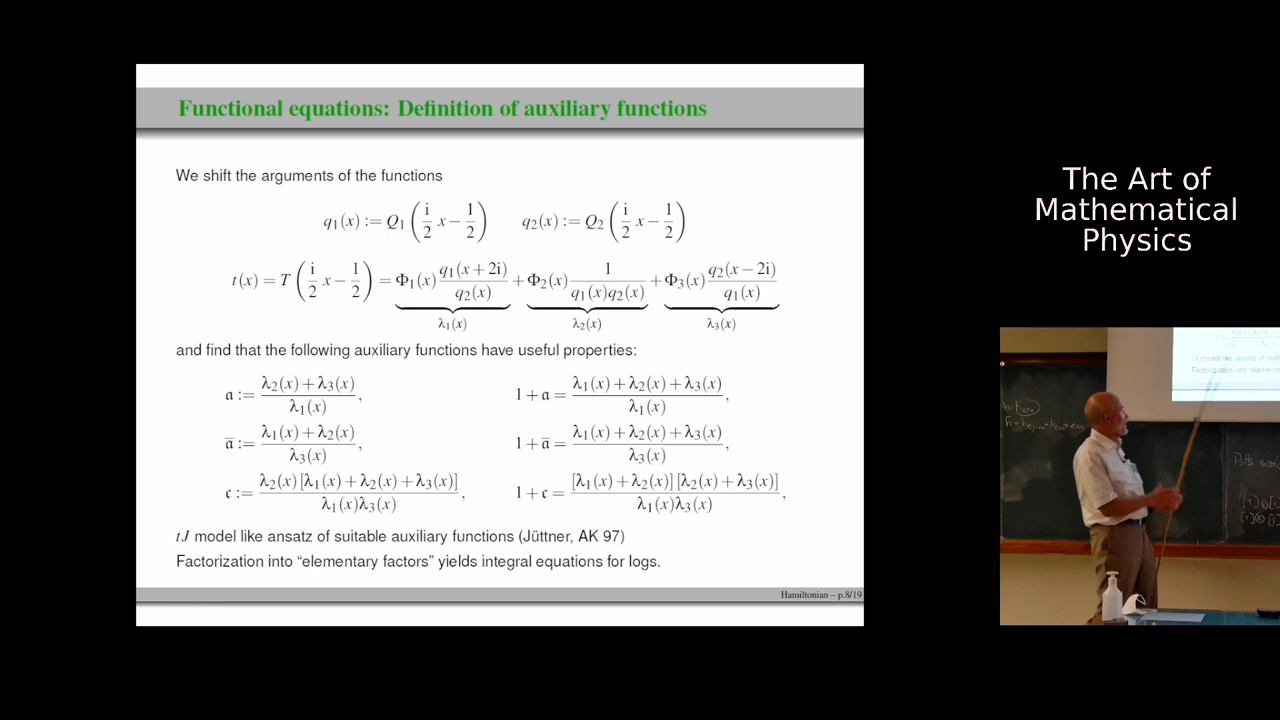 Functional equations: Definition of auxiliary functions
We shift the arguments of the functions
q₁(x) := Q₁ (i/2 x − 1/2)    q₂(x) := Q₂ (i/2 x − 1/2)
t(x) = T (i/2 x − 1/2) = Φ₁(x) q₁(x+2i)/q₂(x) + Φ₂(x) 1/(q₁(x)q₂(x)) + Φ₃(x) q₂(x−2i)/q₁(x)
λ₁(x) λ₂(x) λ₃(x)
and find that the following auxiliary functions have useful properties:
𝔞 := (λ₂(x)+λ₃(x))/λ₁(x),    1+𝔞 = (λ₁(x)+λ₂(x)+λ₃(x))/λ₁(x),
𝔞̄ := (λ₁(x)+λ₂(x))/λ₃(x),    1+𝔞̄ = (λ₁(x)+λ₂(x)+λ₃(x))/λ₃(x),
𝔠 := λ₂(x)[λ₁(x)+λ₂(x)+λ₃(x)]/(λ₁(x)λ₃(x)),    1+𝔠 = [λ₁(x)+λ₂(x)][λ₂(x)+λ₃(x)]/(λ₁(x)λ₃(x)),
tJ model like ansatz of suitable auxiliary functions (Jüttner, AK 97)
Factorization into “elementary factors” yields integral equations for logs.
Hamiltonian – p.8/19
The Art of
Mathematical
Physics